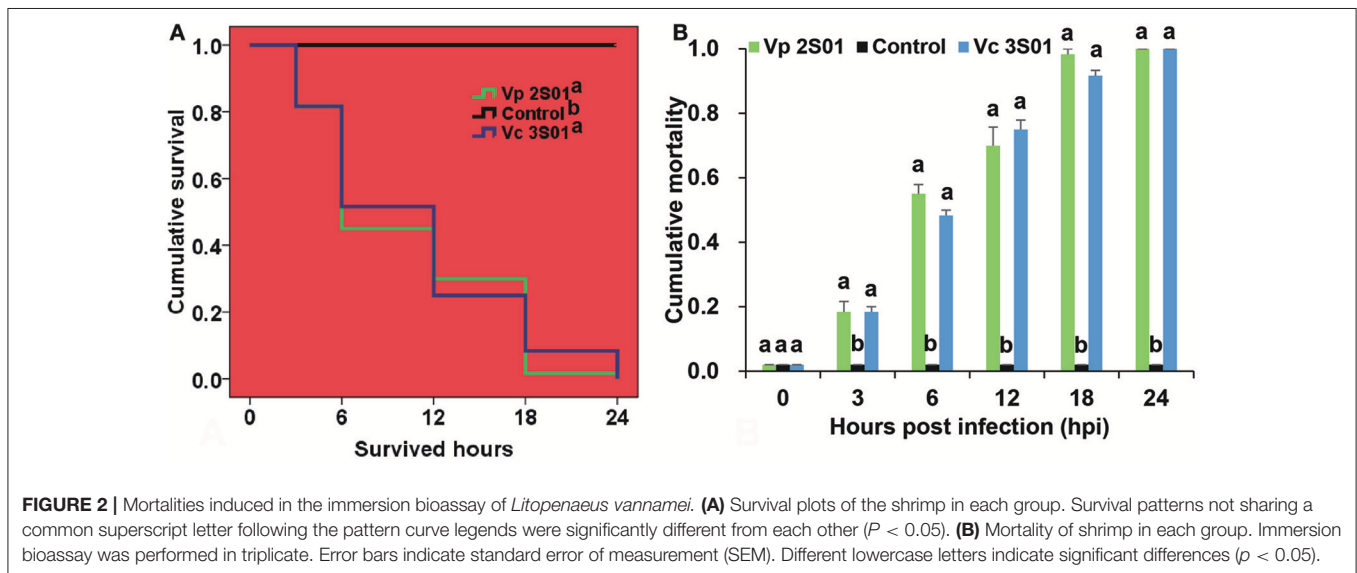 A
Cumulative survival
1.0
0.8
0.6
0.4
0.2
0.0
Vp 2S01a
Control b
Vc 3S01a
0 6 12 18 24
Survived hours
A
B
Vp 2S01 Control Vc 3S01
Cumulative mortality
1.0
0.8
0.6
0.4
0.2
0.0
a a a
a b a
a b a
a b a
a b a
a b a
0 3 6 12 18 24
Hours post infection (hpi)
B
FIGURE 2 | Mortalities induced in the immersion bioassay of Litopenaeus vannamei. (A) Survival plots of the shrimp in each group. Survival patterns not sharing a
common superscript letter following the pattern curve legends were significantly different from each other (P < 0.05). (B) Mortality of shrimp in each group. Immersion
bioassay was performed in triplicate. Error bars indicate standard error of measurement (SEM). Different lowercase letters indicate significant differences (p < 0.05).